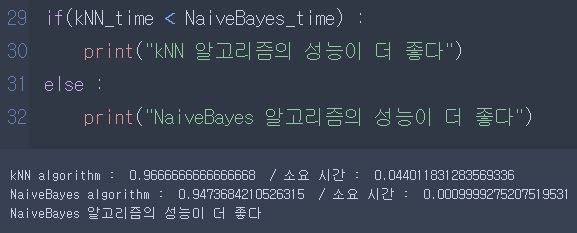 29 if(kNN_time < NaiveBayes_time) :
30 print("kNN 알고리즘의 성능이 더 좋다")
31 else :
32 print("NaiveBayes 알고리즘의 성능이 더 좋다")
kNN algorithm : 0.9666666666666668 / 소요 시간 : 0.044011831283569336
NaiveBayes algorithm : 0.9473684210526315 / 소요 시간 : 0.0009999275207519531
NaiveBayes 알고리즘의 성능이 더 좋다